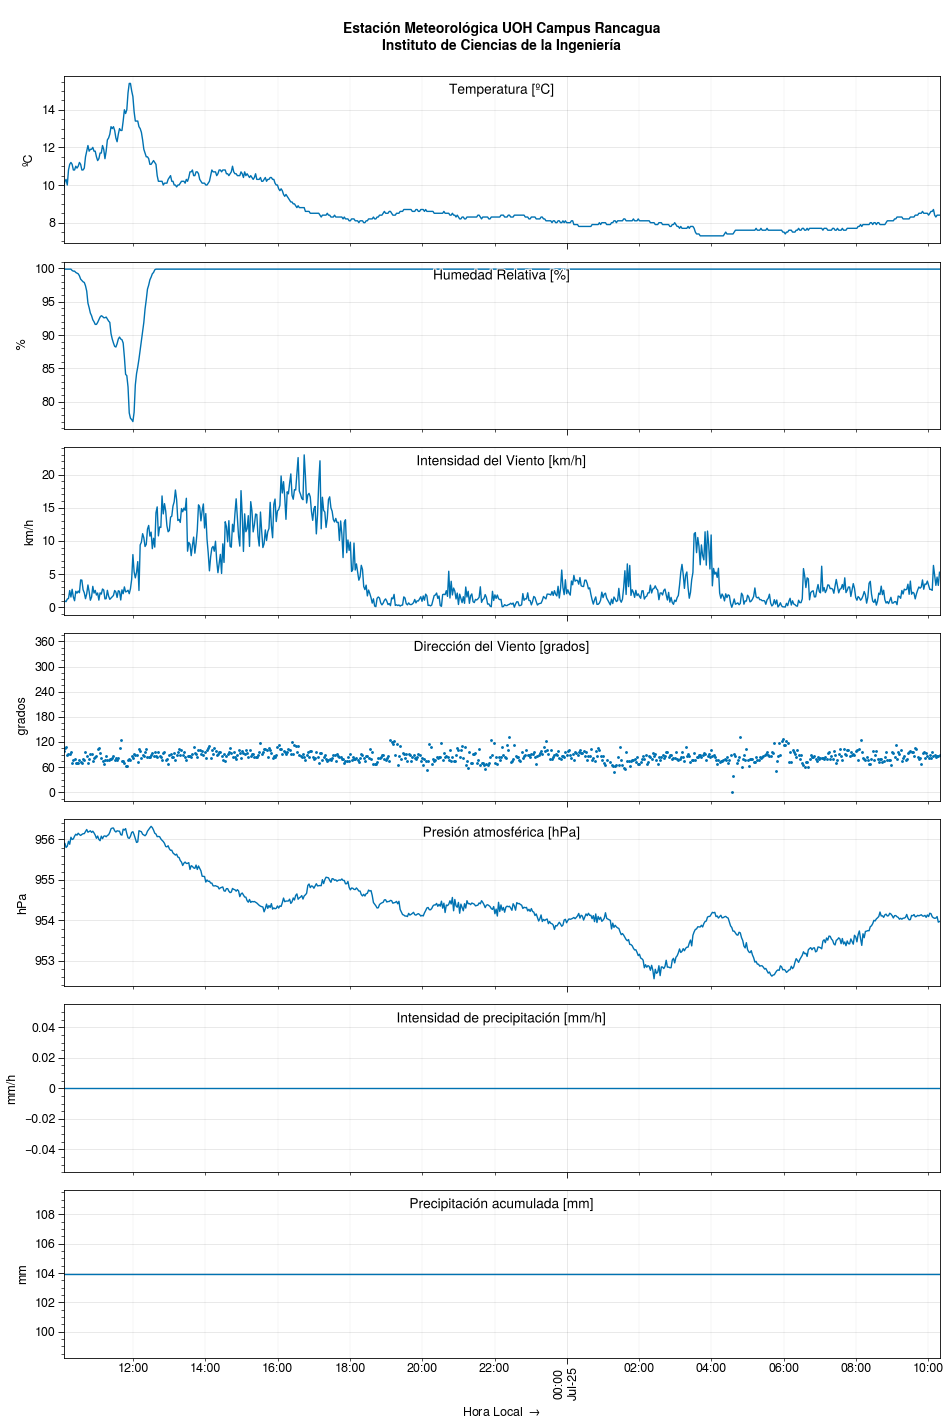 Estación Meteorológica UOH Campus Rancagua
Instituto de Ciencias de la Ingeniería
Temperatura [ºC]
ºC
14
12
10
8
Humedad Relativa [%]
%
100
95
90
85
80
Intensidad del Viento [km/h]
km/h
20
15
10
5
0
Dirección del Viento [grados]
grados
360
300
240
180
120
60
0
Presión atmosférica [hPa]
hPa
956
955
954
953
Intensidad de precipitación [mm/h]
mm/h
0.04
0.02
0
−0.02
−0.04
Precipitación acumulada [mm]
mm
108
106
104
102
100
12:00 14:00 16:00 18:00 20:00 22:00 00:00 02:00 04:00 06:00 08:00 10:00
Jul-25
Hora Local →